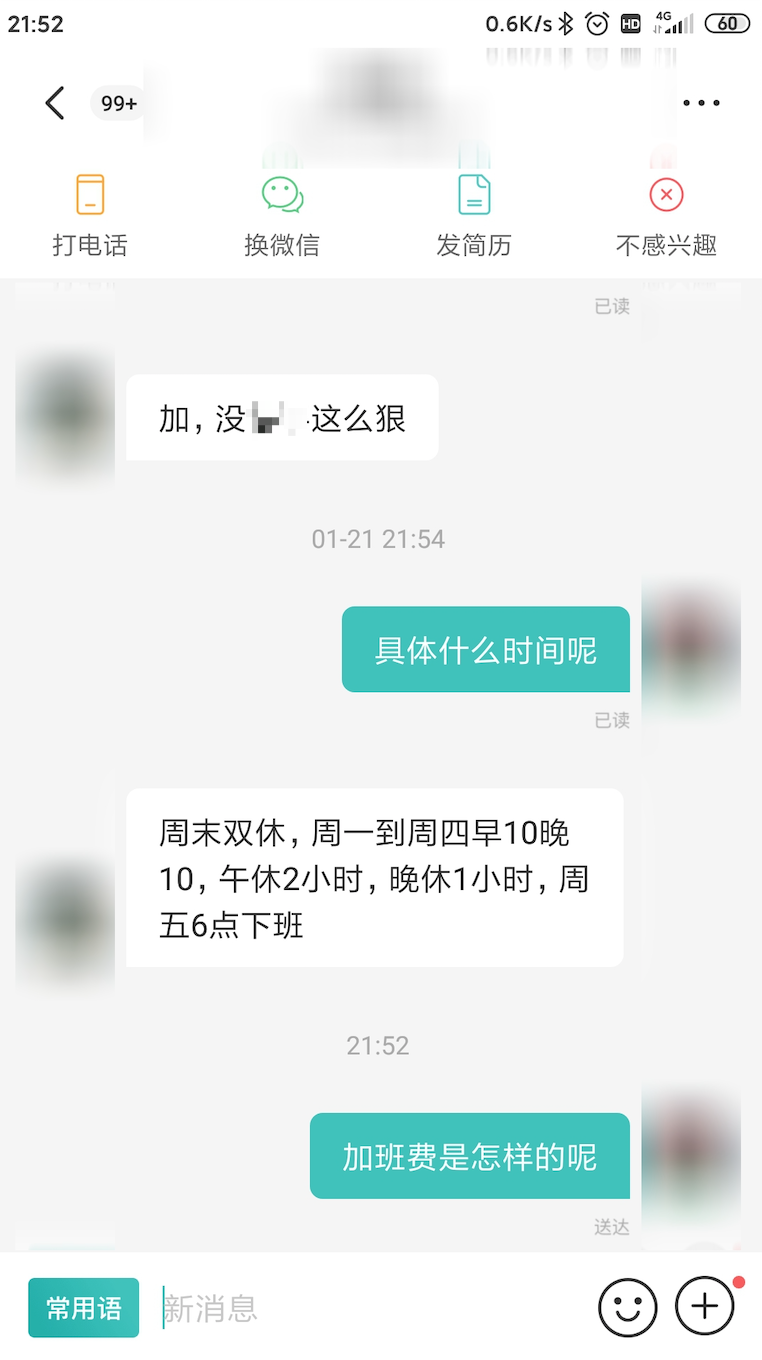 21:52
0.6K/s
HD
4G
60
99+
打电话
换微信
发简历
不感兴趣
已读
加，没 这么狠
01-21 21:54
具体什么时间呢
已读
周末双休，周一到周四早10晚
10，午休2小时，晚休1小时，周
五6点下班
21:52
加班费是怎样的呢
送达
常用语
新消息